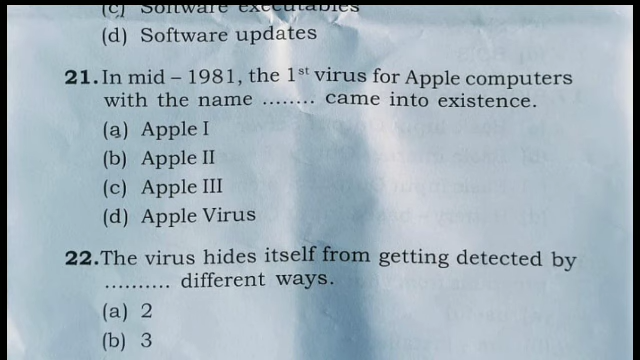 (c) Software executables
(d) Software updates
21. In mid – 1981, the 1st virus for Apple computers
with the name ........ came into existence.
(a) Apple I
(b) Apple II
(c) Apple III
(d) Apple Virus
22. The virus hides itself from getting detected by
.......... different ways.
(a) 2
(b) 3